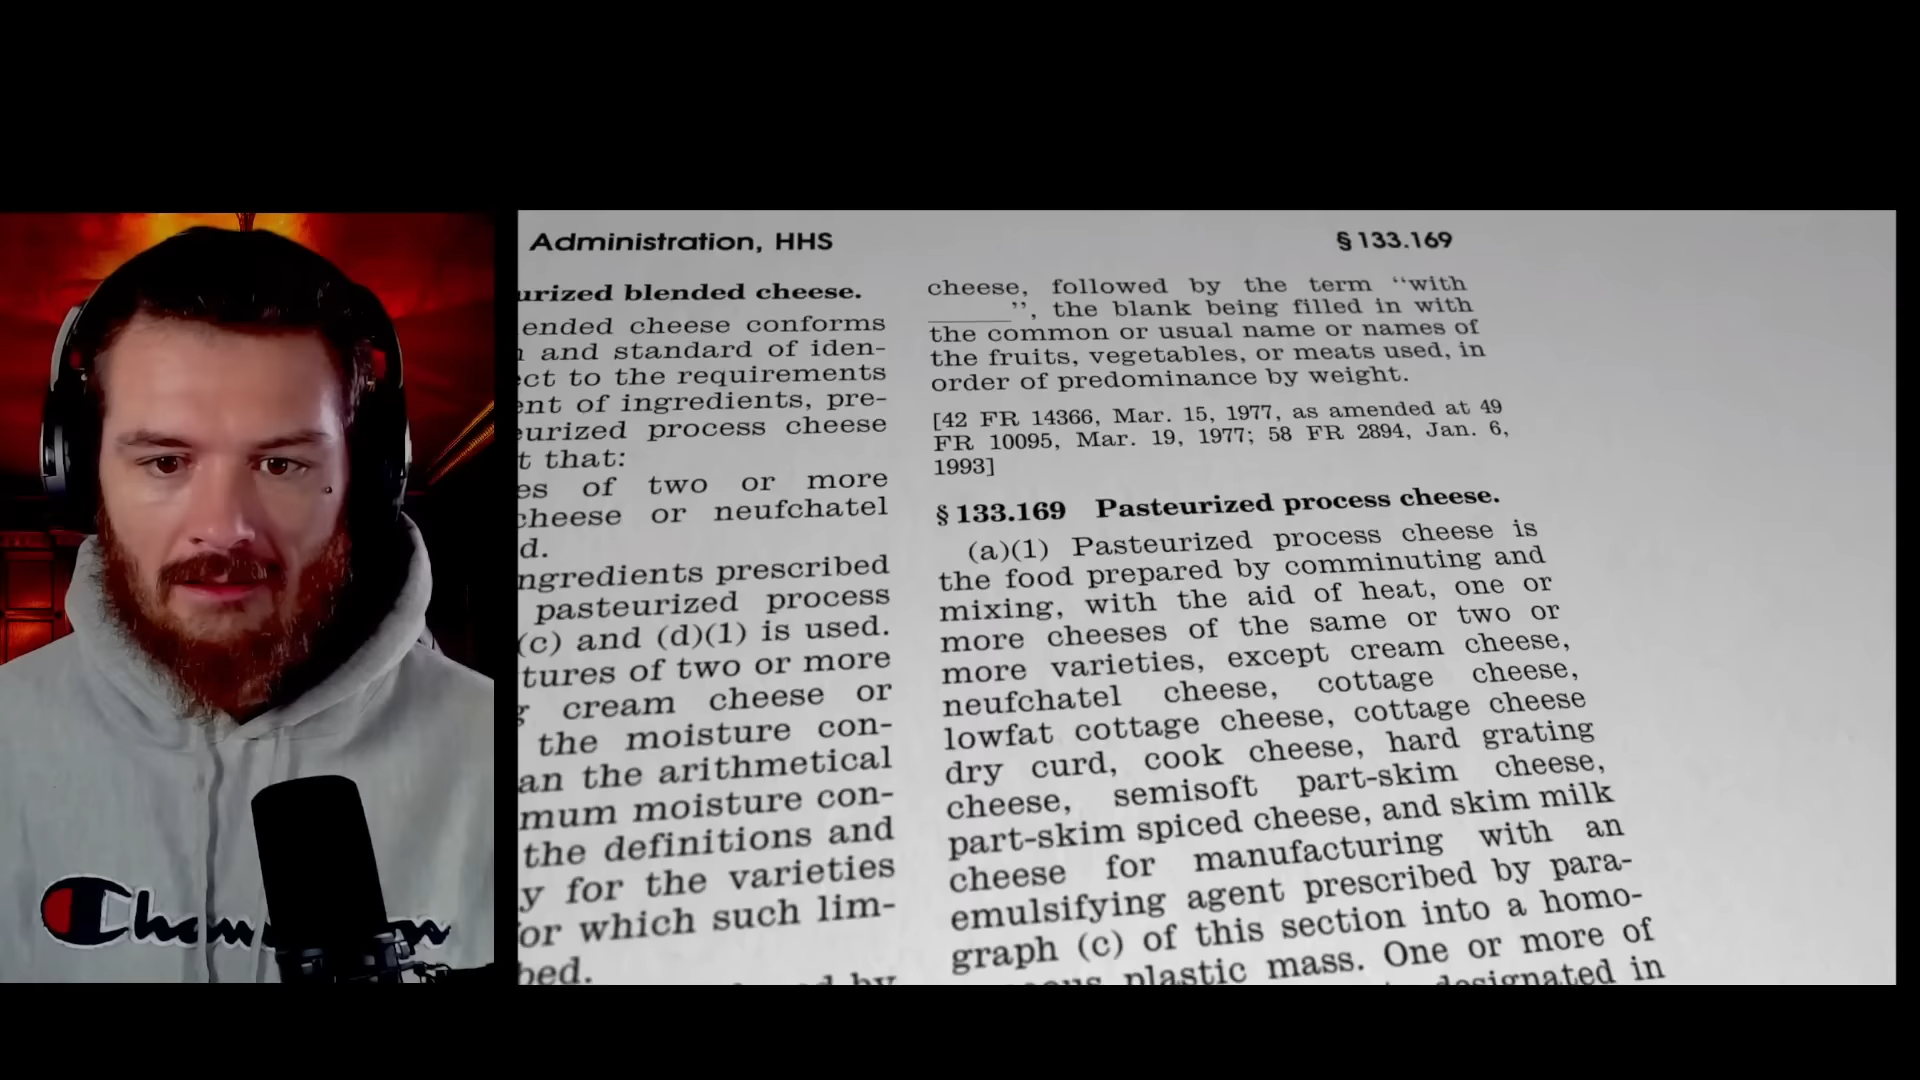 Administration, HHS
§ 133.169
urized blended cheese.
ended cheese conforms
and standard of iden-
ect to the requirements
ent of ingredients, pre-
eurized process cheese
t that:
es of two or more
cheese or neufchatel
d.
ngredients prescribed
pasteurized process
(c) and (d)(1) is used.
tures of two or more
cream cheese or
the moisture con-
an the arithmetical
mum moisture con-
the definitions and
y for the varieties
for which such lim-
bed.
by
cheese, followed by the term “with
______”, the blank being filled in with
the common or usual name or names of
the fruits, vegetables, or meats used, in
order of predominance by weight.
[42 FR 14366, Mar. 15, 1977, as amended at 49
FR 10095, Mar. 19, 1977; 58 FR 2894, Jan. 6,
1993]
§ 133.169 Pasteurized process cheese.
(a)(1) Pasteurized process cheese is
the food prepared by comminuting and
mixing, with the aid of heat, one or
more cheeses of the same or two or
more varieties, except cream cheese,
neufchatel cheese, cottage cheese,
lowfat cottage cheese, cottage cheese
dry curd, cook cheese, hard grating
cheese, semisoft part-skim cheese,
part-skim spiced cheese, and skim milk
cheese for manufacturing with an
emulsifying agent prescribed by para-
graph (c) of this section into a homo-
plastic mass. One or more of
designated in
Champion